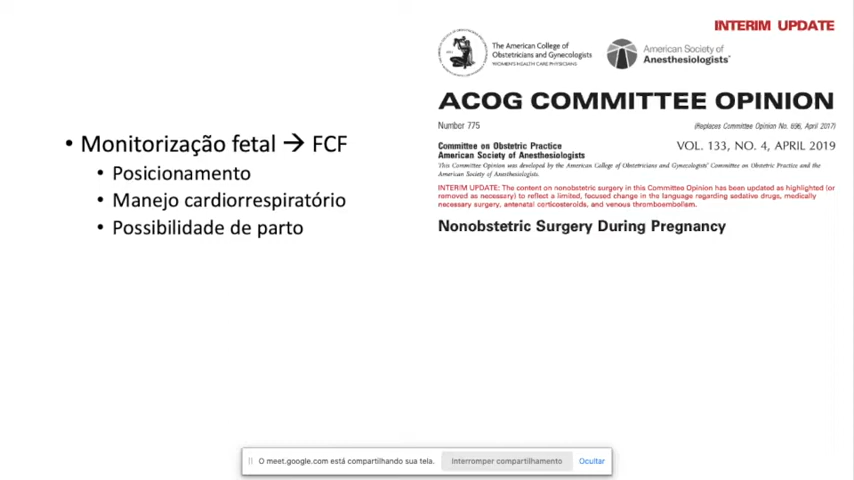 • Monitorização fetal → FCF
• Posicionamento
• Manejo cardiorrespiratório
• Possibilidade de parto
INTERIM UPDATE
The American College of
Obstetricians and Gynecologists
WOMEN'S HEALTH CARE PHYSICIANS
American Society of
Anesthesiologists
ACOG COMMITTEE OPINION
Number 775
(Replaces Committee Opinion No. 696, April 2017)
Committee on Obstetric Practice
American Society of Anesthesiologists
VOL. 133, NO. 4, APRIL 2019
This Committee Opinion was developed by the American College of Obstetricians and Gynecologists' Committee on Obstetric Practice and the
American Society of Anesthesiologists.
INTERIM UPDATE: The content on nonobstetric surgery in this Committee Opinion has been updated as highlighted (or
removed as necessary) to reflect a limited, focused change in the language regarding sedative drugs, medically
necessary surgery, antenatal corticosteroids, and venous thromboembolism.
Nonobstetric Surgery During Pregnancy
O meet.google.com está compartilhando sua tela.
Interromper compartilhamento
Ocultar